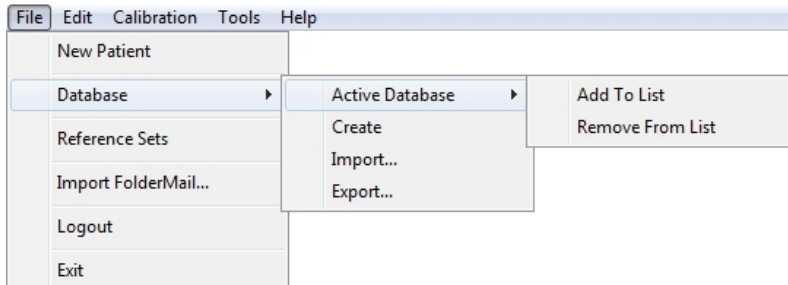 File Edit Calibration Tools Help
New Patient
Database
Reference Sets
Import FolderMail...
Logout
Exit
Active Database
Create
Import...
Export...
Add To List
Remove From List